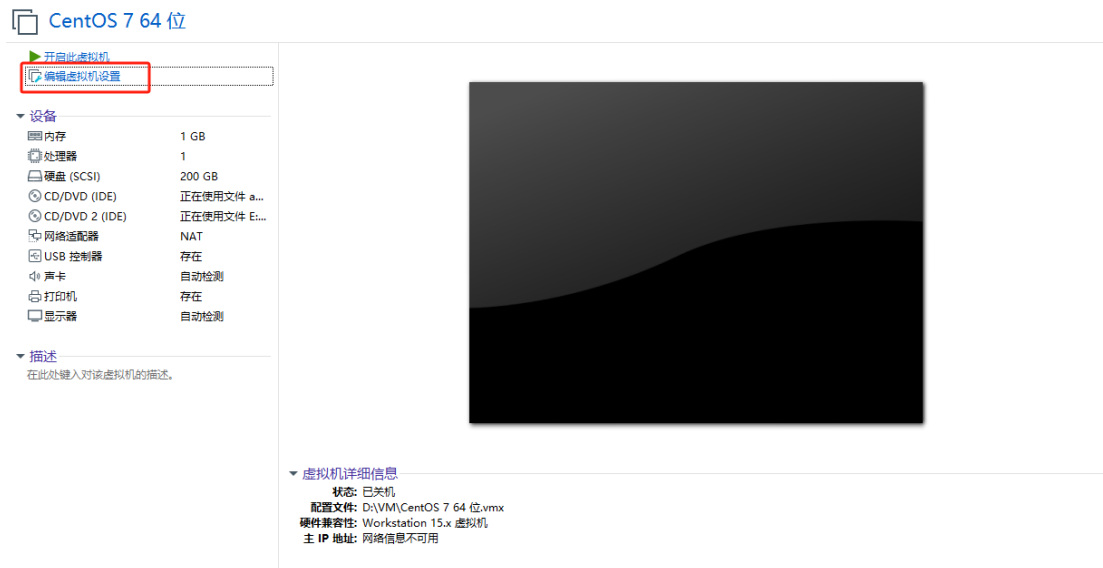 CentOS 7 64 位
开启此虚拟机
编辑虚拟机设置
设备
内存 1 GB
处理器 1
硬盘 (SCSI) 200 GB
CD/DVD (IDE) 正在使用文件 a...
CD/DVD 2 (IDE) 正在使用文件 E:...
网络适配器 NAT
USB 控制器 存在
声卡 自动检测
打印机 存在
显示器 自动检测
描述
在此处键入对该虚拟机的描述。
虚拟机详细信息
状态: 已关机
配置文件: D:\VM\CentOS 7 64 位.vmx
硬件兼容性: Workstation 15.x 虚拟机
主 IP 地址: 网络信息不可用